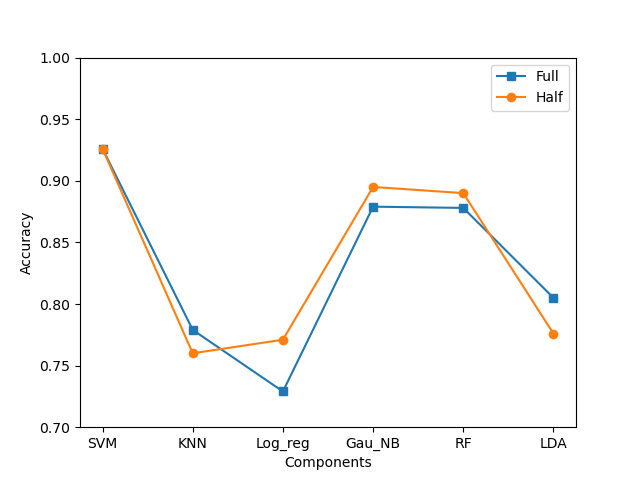 1.00
0.95
0.90
0.85
0.80
0.75
0.70
Accuracy
SVM KNN Log_reg Gau_NB RF LDA
Components
Full
Half